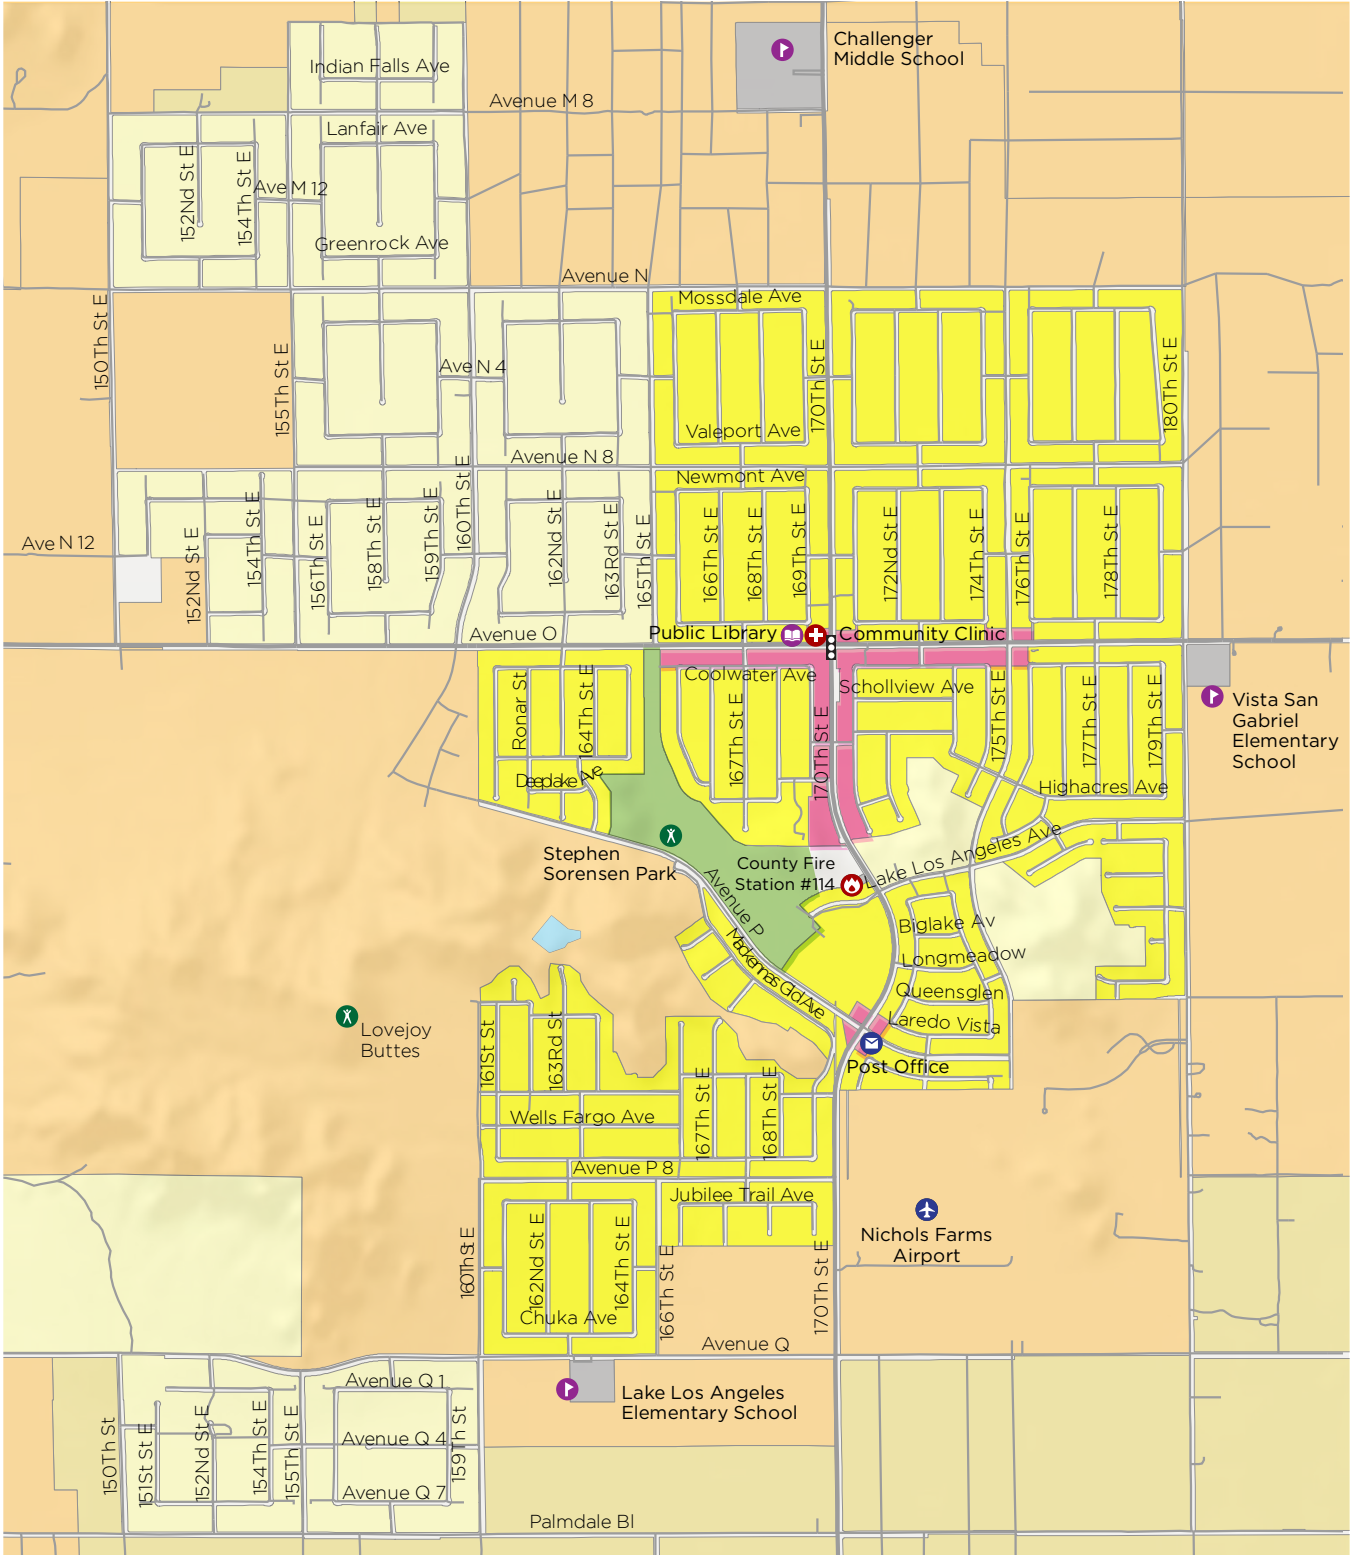 Challenger
Middle School
Indian Falls Ave
Avenue M 8
Lanfair Ave
152Nd St E
154Th St E
Ave M 12
Greenrock Ave
Avenue N
Mossdale Ave
150Th St E
155Th St E
Ave N 4
170Th St E
180Th St E
Valeport Ave
Avenue N 8
Newmont Ave
Ave N 12
152Nd St E
154Th St E
156Th St E
158Th St E
159Th St E
160Th St E
162Nd St E
163Rd St E
165Th St E
166Th St E
168Th St E
169Th St E
172Nd St E
174Th St E
176Th St E
178Th St E
Avenue O
Public Library
Community Clinic
Coolwater Ave
Schollview Ave
Ronar St
164Th St E
167Th St E
170Th St E
175Th St E
177Th St E
179Th St E
Vista San
Gabriel
Elementary
School
Deeplake Ave
Highacres Ave
Stephen
Sorensen Park
County Fire
Station #114
Lake Los Angeles Ave
Avenue P
Biglake Av
Longmeadow
Queensglen
Laredo Vista
Post Office
Lovejoy
Buttes
161St St
163Rd St E
Wells Fargo Ave
167Th St E
168Th St E
Avenue P 8
Jubilee Trail Ave
Nichols Farms
Airport
160Th St E
162Nd St E
164Th St E
166Th St E
170Th St E
Chuka Ave
Avenue Q
Lake Los Angeles
Elementary School
Avenue Q 1
Avenue Q 4
Avenue Q 7
150Th St
151St St E
152Nd St E
154Th St E
155Th St E
159Th St
Palmdale Bl